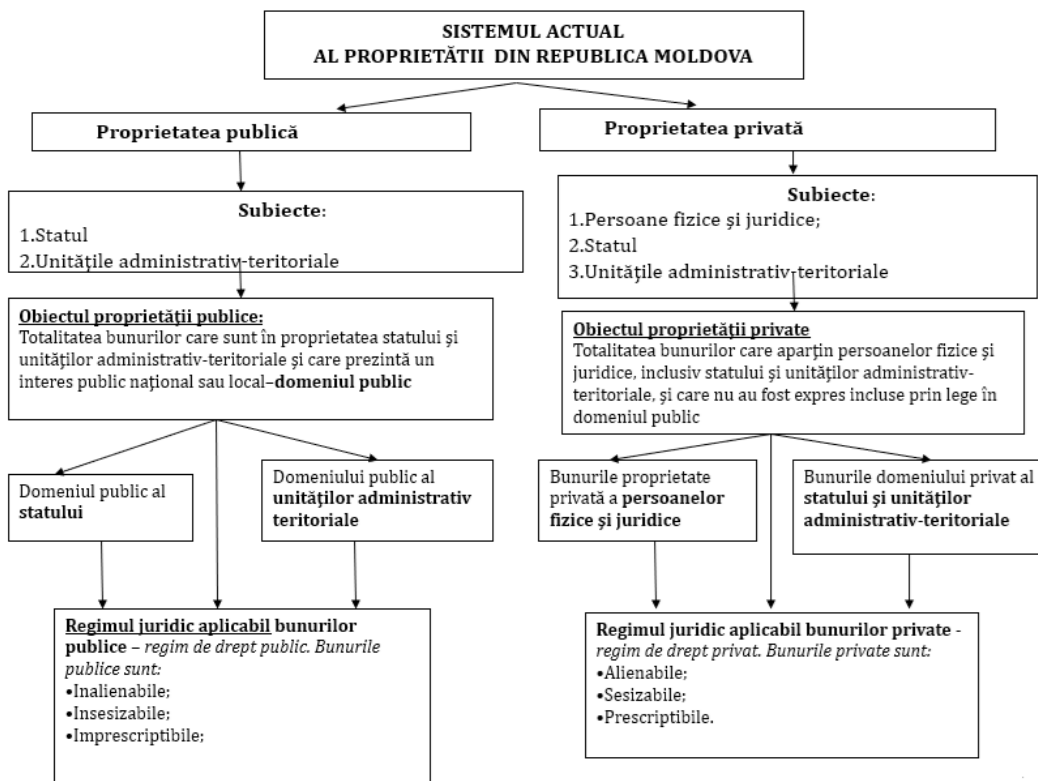 SISTEMUL ACTUAL
AL PROPRIETĂTII DIN REPUBLICA MOLDOVA
Proprietatea publică
Proprietatea privată
Subiecte:
1.Statul
2.Unităţile administrativ-teritoriale
Subiecte:
1.Persoane fizice şi juridice;
2.Statul
3.Unităţile administrativ-teritoriale
Obiectul proprietăţii publice:
Totalitatea bunurilor care sunt în proprietatea statului şi
unităţilor administrativ-teritoriale şi care prezintă un
interes public naţional sau local–domeniul public
Obiectul proprietăţii private
Totalitatea bunurilor care aparţin persoanelor fizice şi
juridice, inclusiv statului şi unităţilor administrativ-
teritoriale, şi care nu au fost expres incluse prin lege în
domeniul public
Domeniul public al
statului
Domeniului public al
unităţilor administrativ
teritoriale
Bunurile proprietate
privată a persoanelor
fizice şi juridice
Bunurile domeniului privat al
statului şi unităţilor
administrativ-teritoriale
Regimul juridic aplicabil bunurilor
publice – regim de drept public. Bunurile
publice sunt:
•Inalienabile;
•Insesizabile;
•Imprescriptibile;
Regimul juridic aplicabil bunurilor private -
regim de drept privat. Bunurile private sunt:
•Alienabile;
•Sesizabile;
•Prescriptibile.